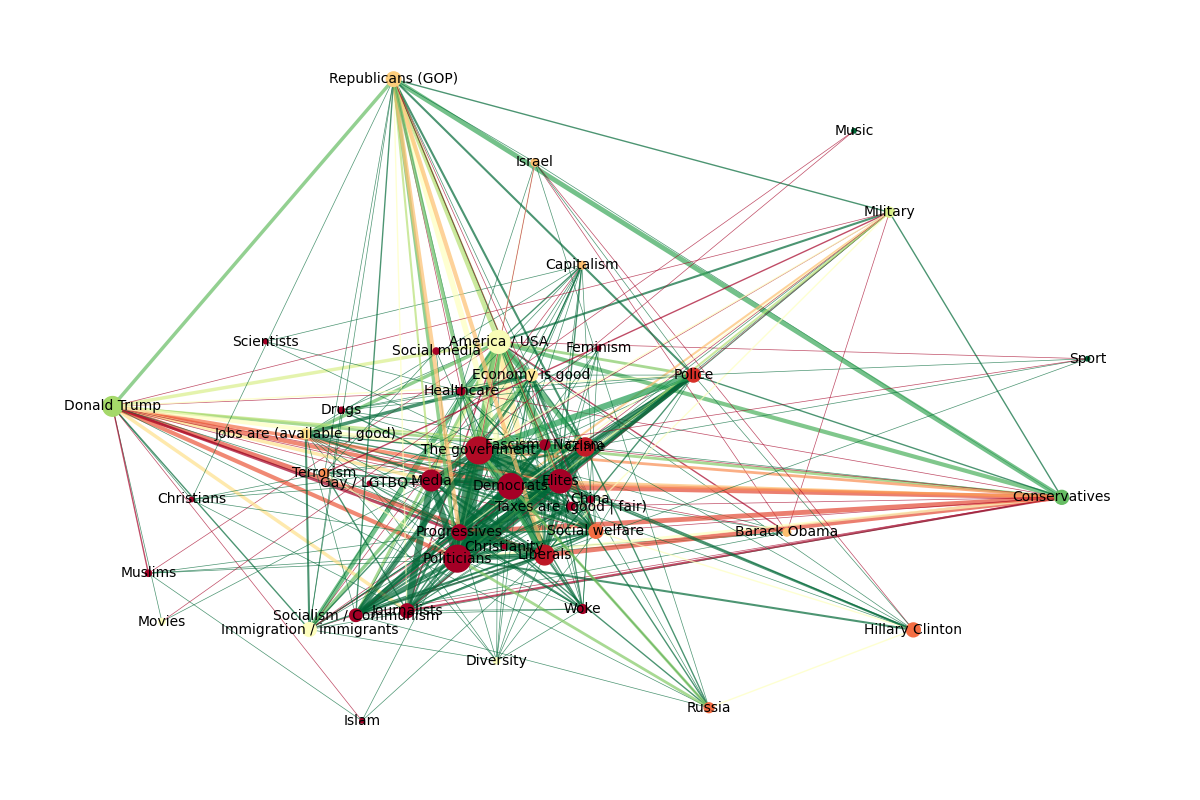 Republicans (GOP)
Music
Israel
Military
Capitalism
Scientists
America / USA
Social media
Feminism
Sport
Economy is good
Police
Healthcare
Donald Trump
Drugs
Jobs are (available | good)
Fascism / Nazism
Crime
The government
Terrorism
Gay / LGTBQ+
Media
Elites
Democrats
Christians
China
Conservatives
Taxes are (good | fair)
Progressives
Social welfare
Barack Obama
Christianity
Liberals
Politicians
Muslims
Woke
Journalists
Socialism / Communism
Movies
Immigration / Immigrants
Hillary Clinton
Diversity
Russia
Islam